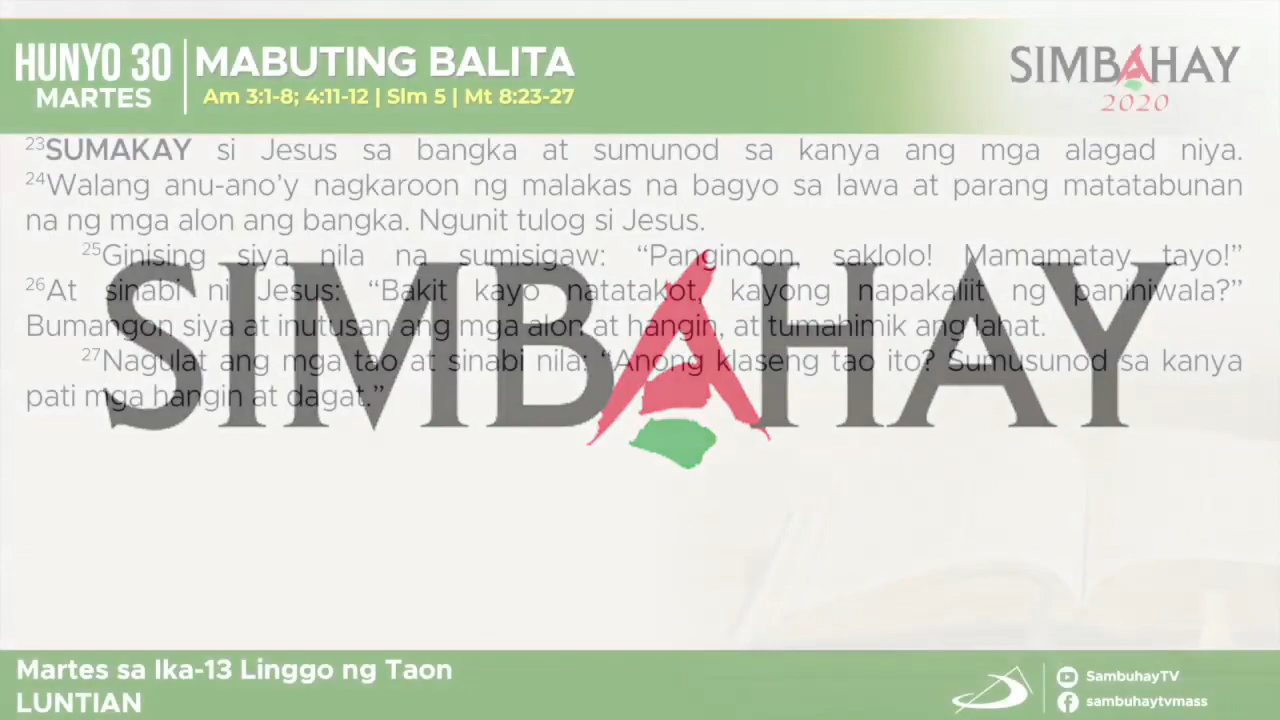 HUNYO 30
MARTES
MABUTING BALITA
Am 3:1-8; 4:11-12 | Slm 5 | Mt 8:23-27
SIMBAHAY
2020
23SUMAKAY si Jesus sa bangka at sumunod sa kanya ang mga alagad niya.
24Walang anu-ano’y nagkaroon ng malakas na bagyo sa lawa at parang matatabunan
na ng mga alon ang bangka. Ngunit tulog si Jesus.
25Ginising siya nila na sumisigaw: “Panginoon, saklolo! Mamamatay tayo!”
26At sinabi ni Jesus: “Bakit kayo natatakot, kayong napakaliit ng paniniwala?”
Bumangon siya at inutusan ang mga alon at hangin, at tumahimik ang lahat.
27Nagulat ang mga tao at sinabi nila: “Anong klaseng tao ito? Sumusunod sa kanya
pati mga hangin at dagat.”
SIMBAHAY
Martes sa Ika-13 Linggo ng Taon
LUNTIAN
SambuhayTV
sambuhaytvmass